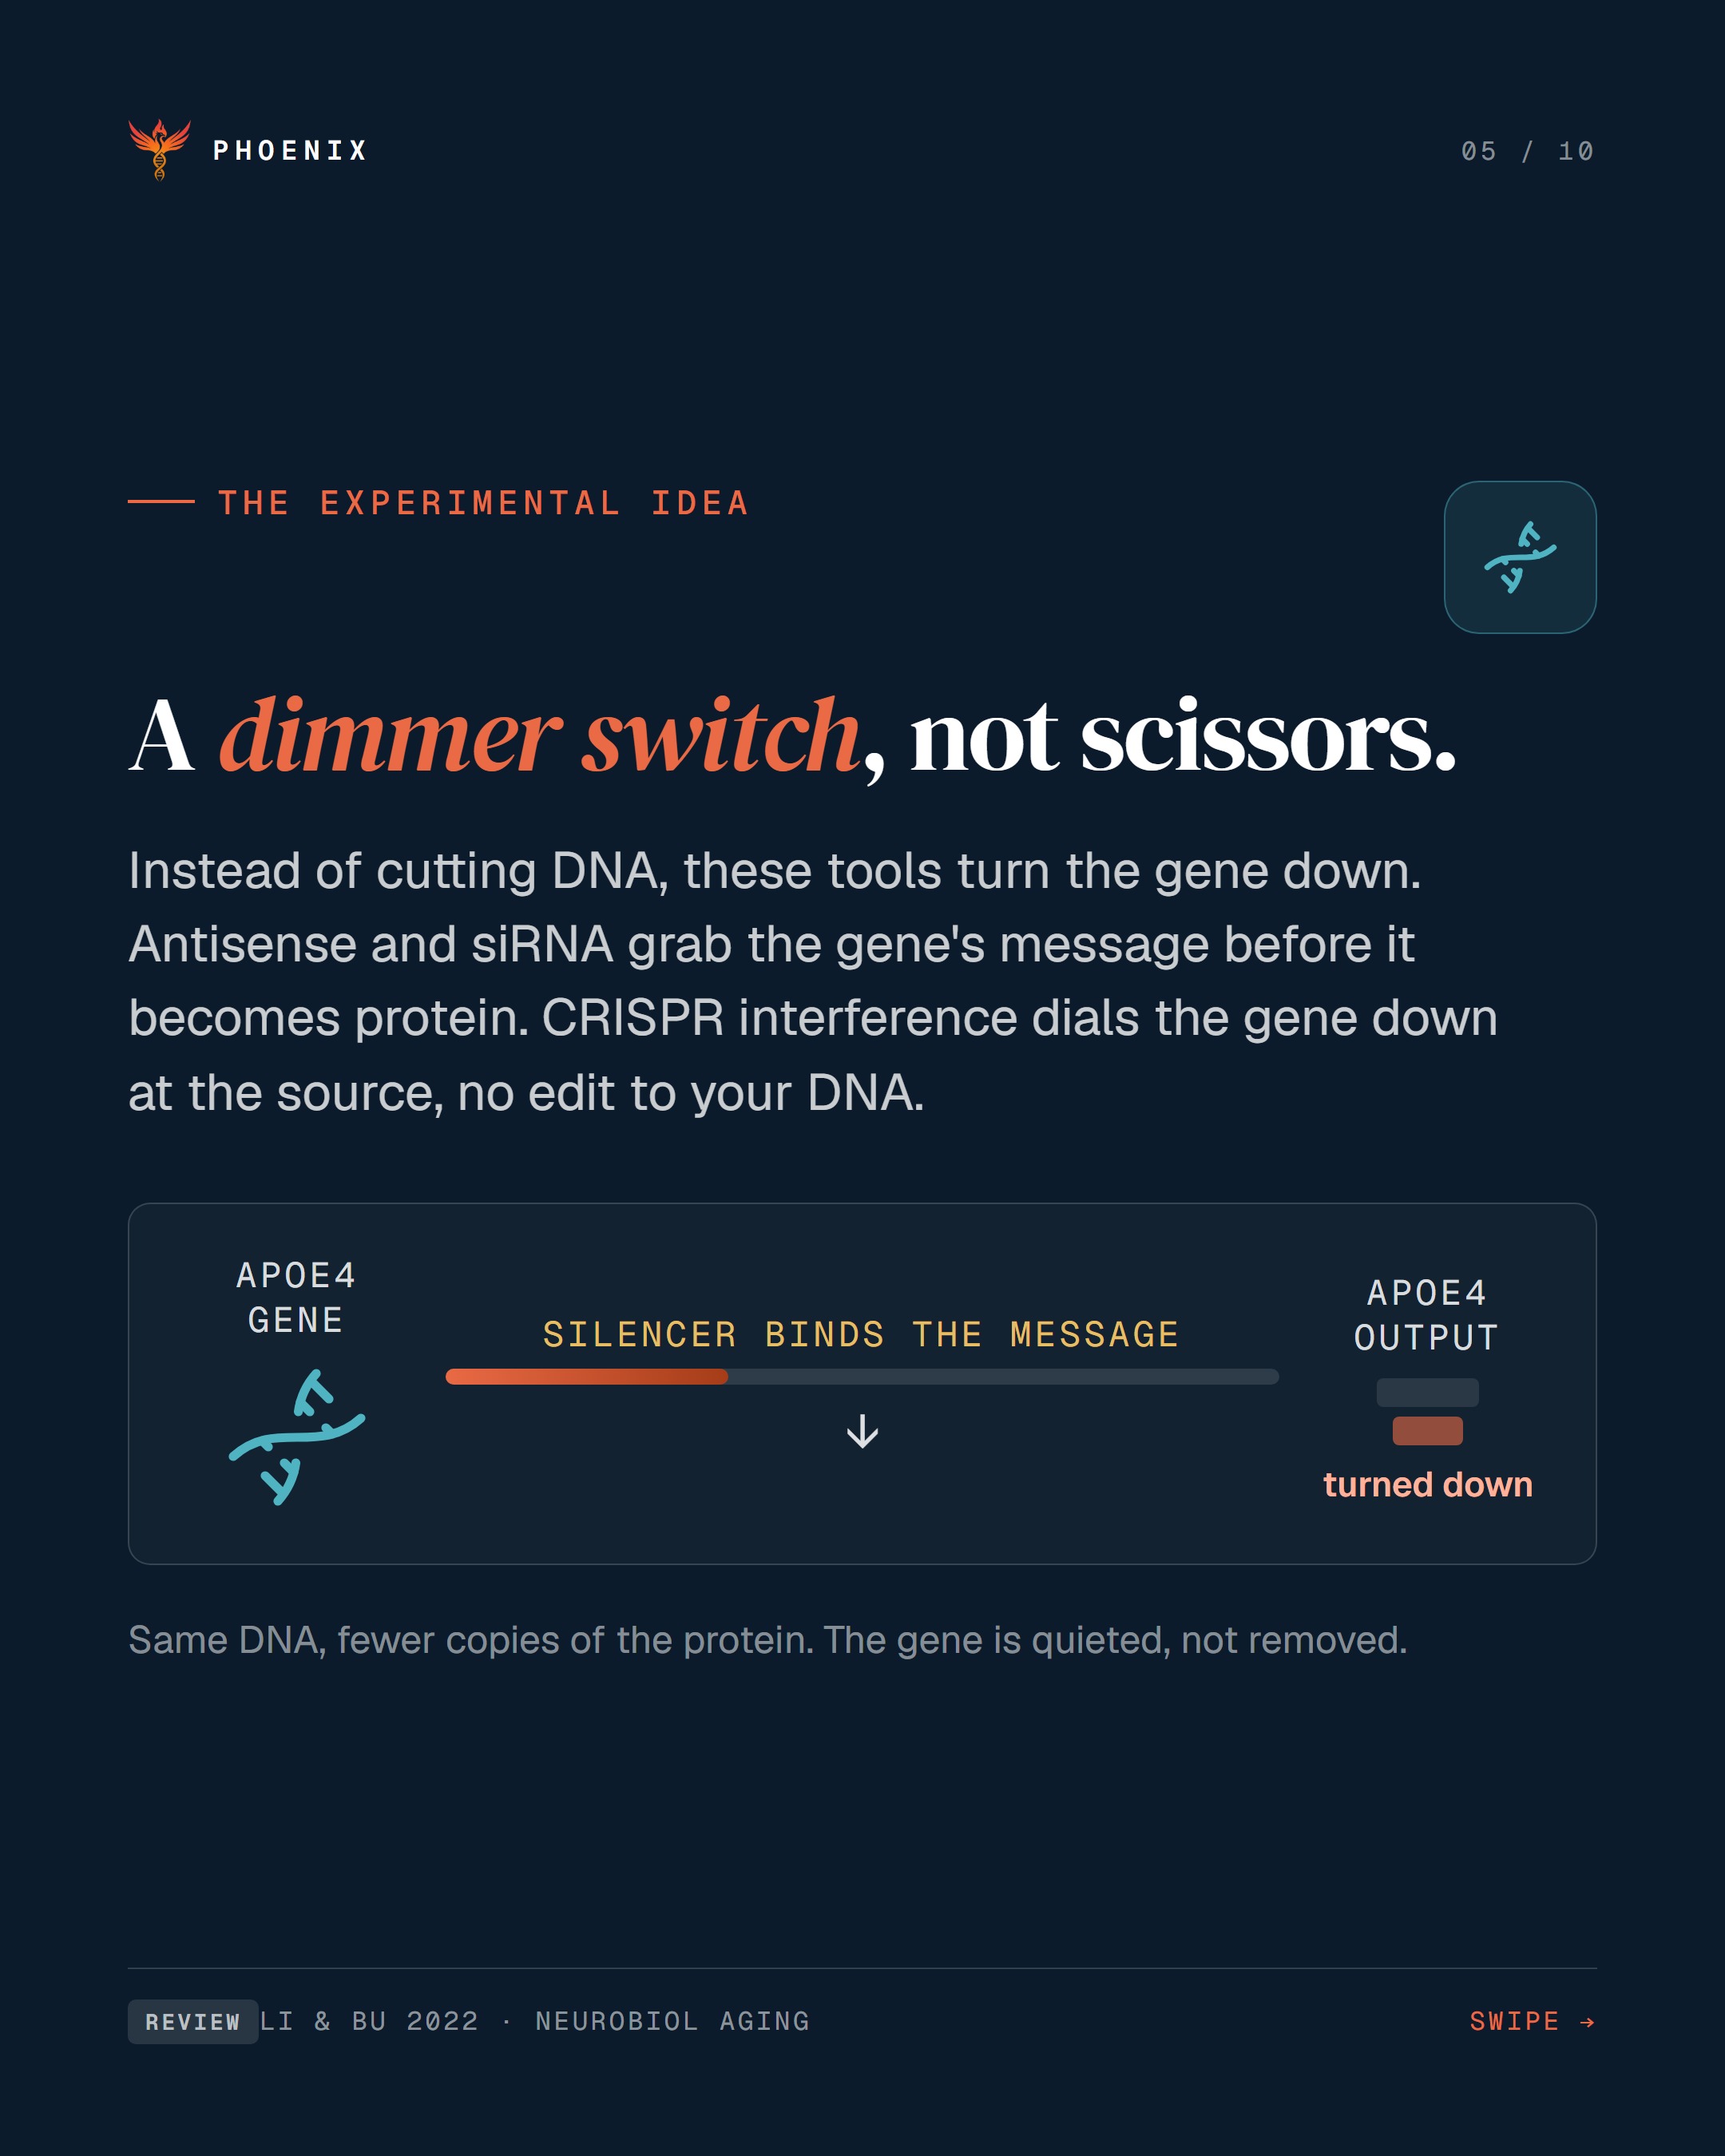 PHOENIX
05 / 10
THE EXPERIMENTAL IDEA
A dimmer switch, not scissors.
Instead of cutting DNA, these tools turn the gene down.
Antisense and siRNA grab the gene's message before it
becomes protein. CRISPR interference dials the gene down
at the source, no edit to your DNA.
APOE4
GENE
SILENCER BINDS THE MESSAGE
↓
APOE4
OUTPUT
turned down
Same DNA, fewer copies of the protein. The gene is quieted, not removed.
REVIEW LI & BU 2022 · NEUROBIOL AGING
SWIPE →